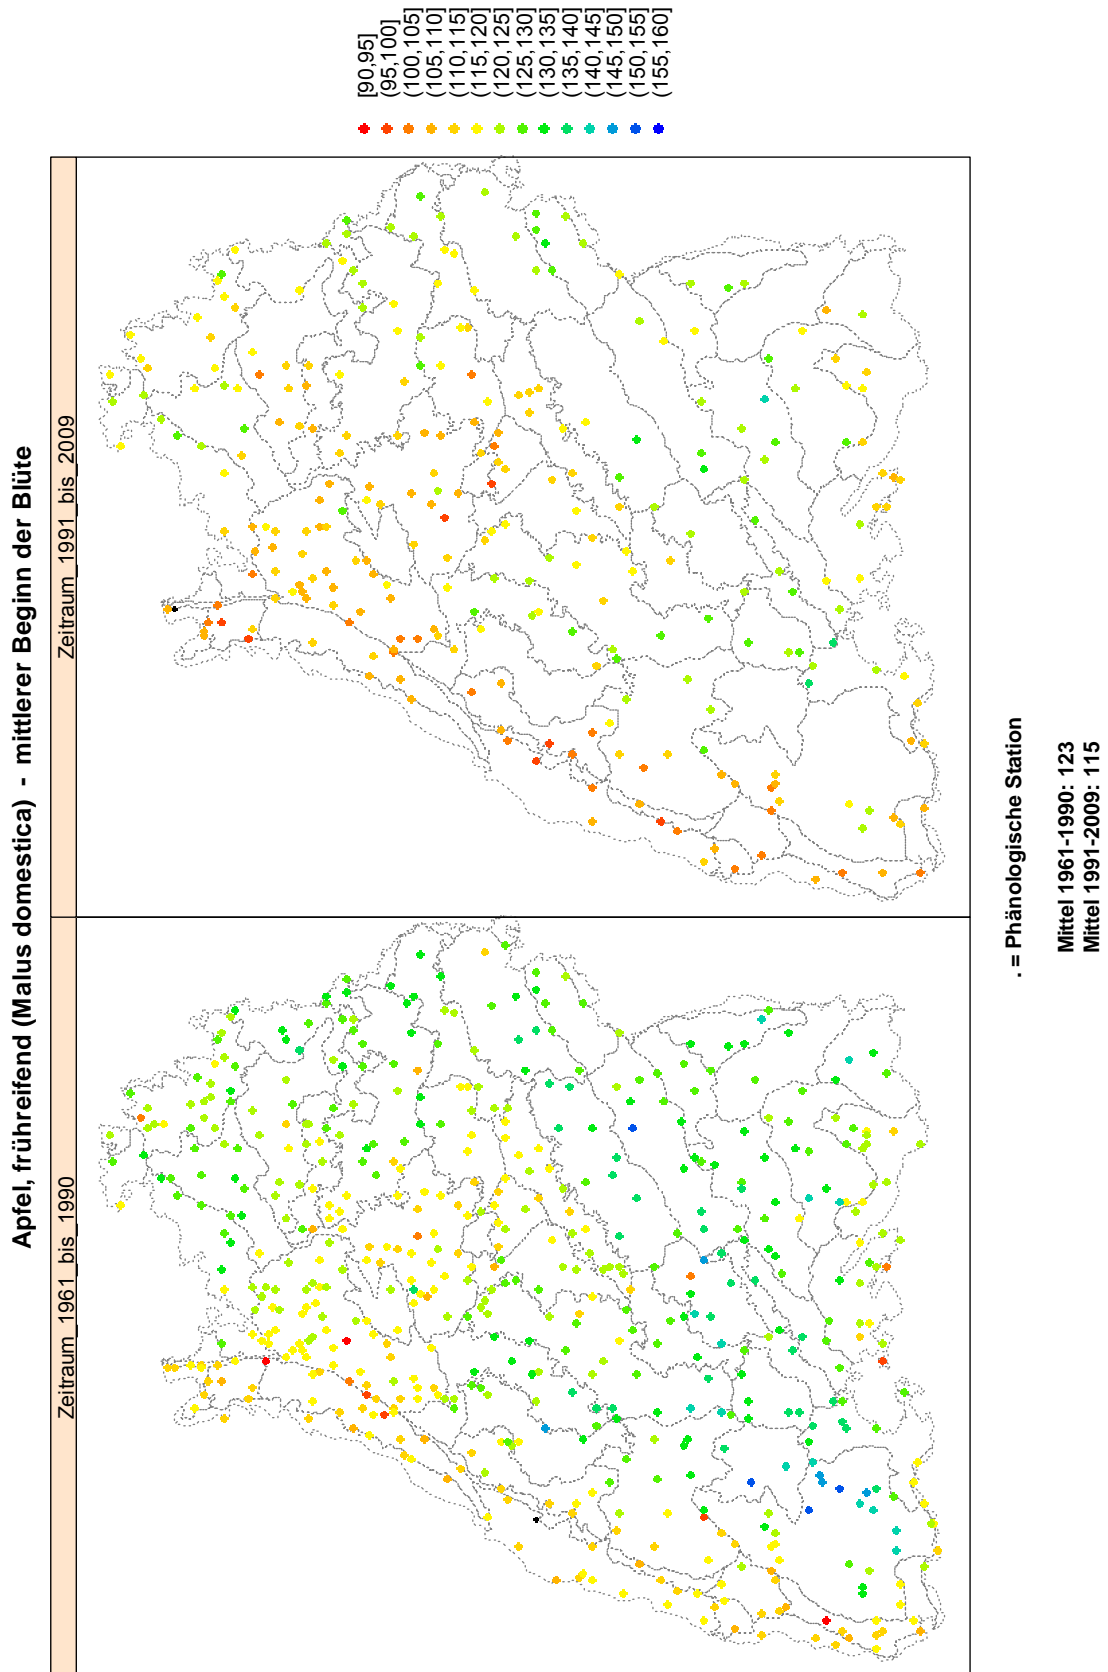 Apfel, frühreifend (Malus domestica) - mittlerer Beginn der Blüte
Zeitraum_1961_bis_1990
Zeitraum_1991_bis_2009
[90,95]
(95,100]
(100,105]
(105,110]
(110,115]
(115,120]
(120,125]
(125,130]
(130,135]
(135,140]
(140,145]
(145,150]
(150,155]
(155,160]
. = Phänologische Station
Mittel 1961-1990: 123
Mittel 1991-2009: 115